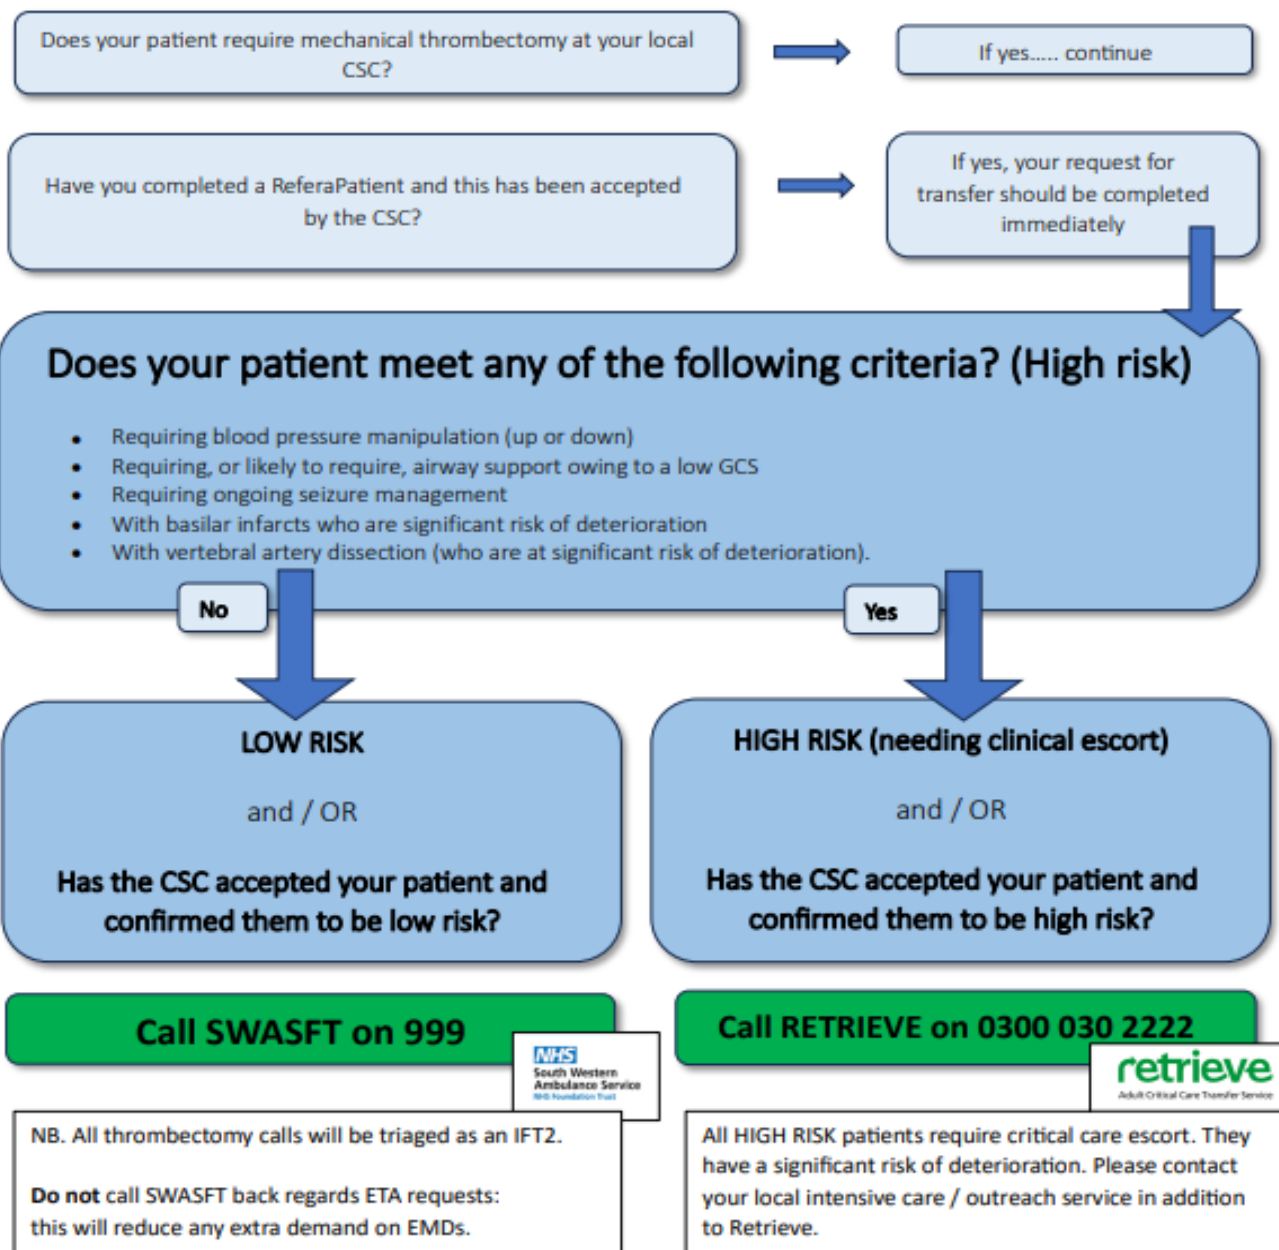 Does your patient require mechanical thrombectomy at your local
CSC?
If yes..... continue
Have you completed a ReferaPatient and this has been accepted
by the CSC?
If yes, your request for
transfer should be completed
immediately
Does your patient meet any of the following criteria? (High risk)
• Requiring blood pressure manipulation (up or down)
• Requiring, or likely to require, airway support owing to a low GCS
• Requiring ongoing seizure management
• With basilar infarcts who are significant risk of deterioration
• With vertebral artery dissection (who are at significant risk of deterioration).
No
Yes
LOW RISK
and / OR
Has the CSC accepted your patient and
confirmed them to be low risk?
HIGH RISK (needing clinical escort)
and / OR
Has the CSC accepted your patient and
confirmed them to be high risk?
Call SWASFT on 999
NHS
South Western
Ambulance Service
NHS Foundation Trust
Call RETRIEVE on 0300 030 2222
retrieve
Adult Critical Care Transfer Service
NB. All thrombectomy calls will be triaged as an IFT2.
Do not call SWASFT back regards ETA requests:
this will reduce any extra demand on EMDs.
All HIGH RISK patients require critical care escort. They
have a significant risk of deterioration. Please contact
your local intensive care / outreach service in addition
to Retrieve.